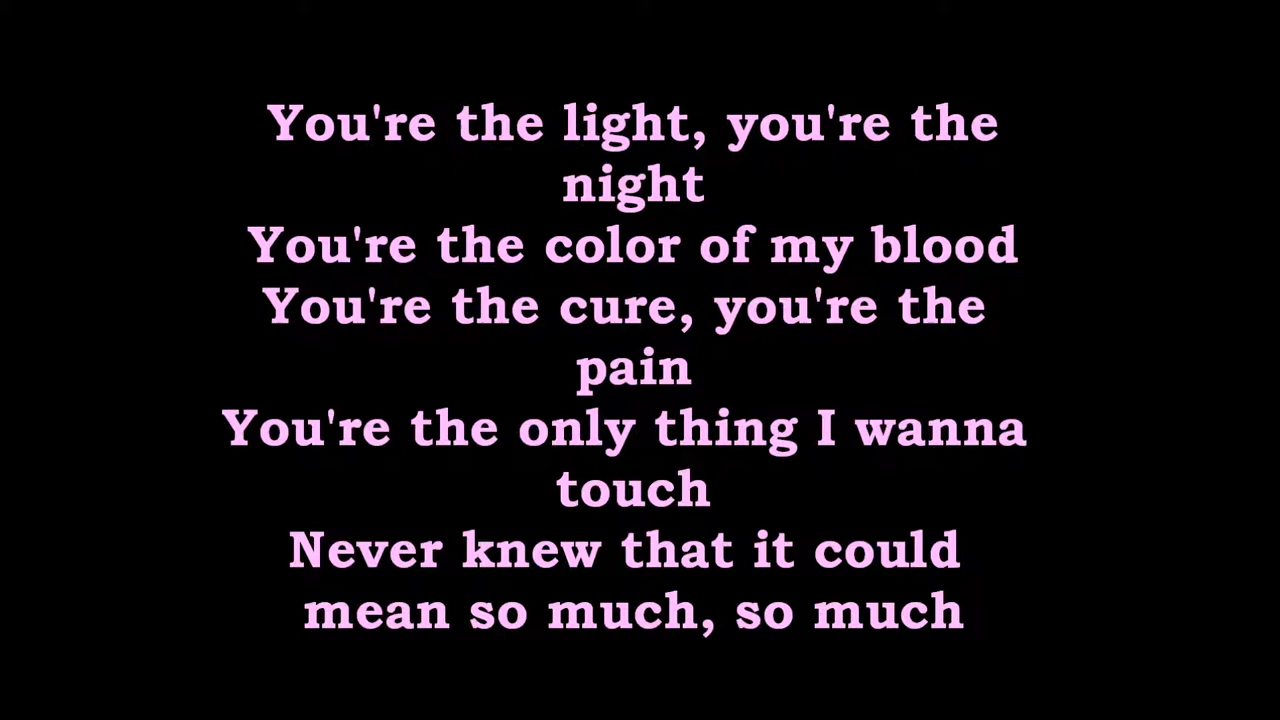 You're the light, you're the
night
You're the color of my blood
You're the cure, you're the
pain
You're the only thing I wanna
touch
Never knew that it could
mean so much, so much